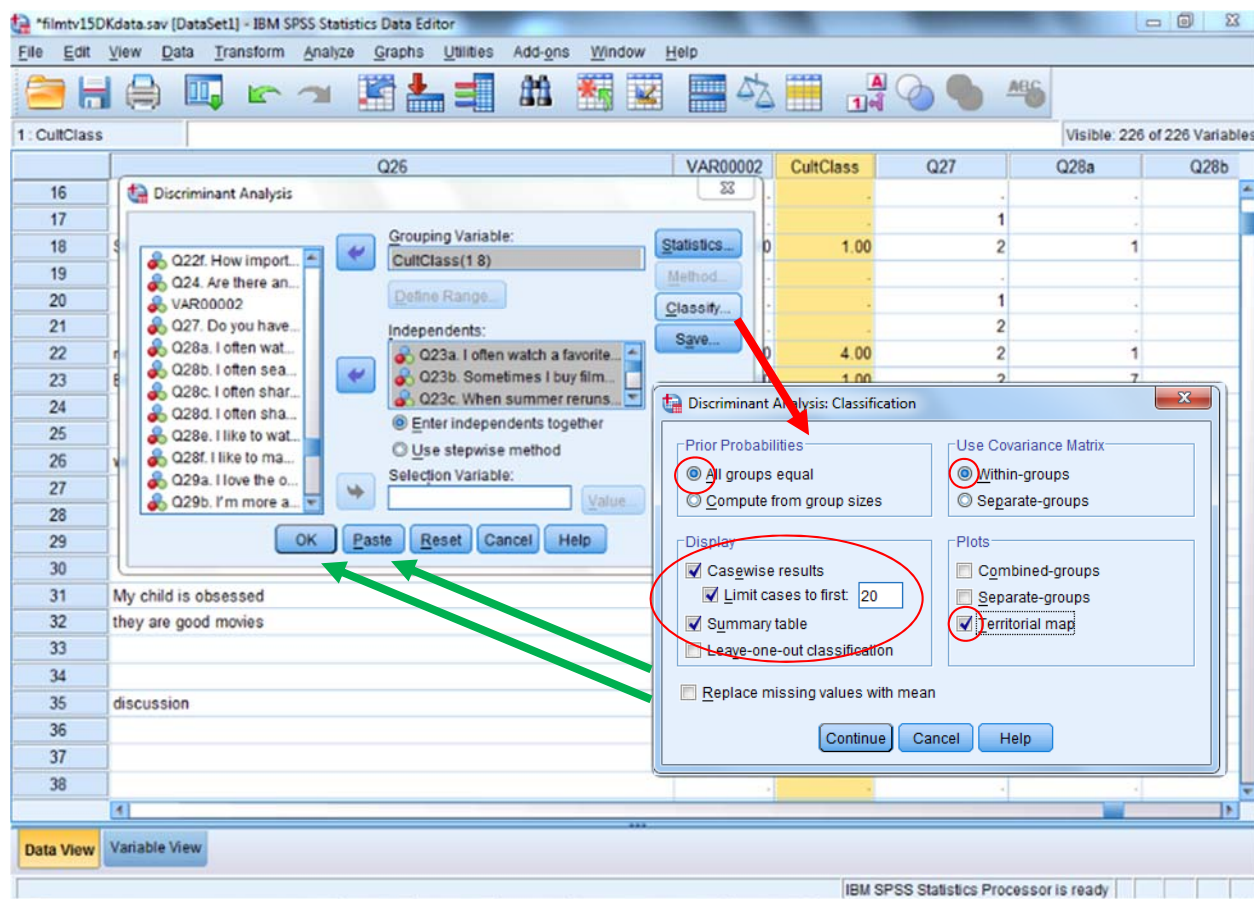 *filmtv15DKdata.sav [DataSet1] - IBM SPSS Statistics Data Editor
File Edit View Data Transform Analyze Graphs Utilities Add-ons Window Help
1 : CultClass
Visible: 226 of 226 Variables
Q26 VAR00002 CultClass Q27 Q28a Q28b
16 . . . .
17 . 1 .
18 0 1.00 2 1
19 . . .
20 . 1
21 . 2
22 0 4.00 2 1
23 1.00 2 7
24
25
26
27
28
29
30
31 My child is obsessed
32 they are good movies
33
34
35 discussion
36
37
38 . . . .
Discriminant Analysis
Q22f. How import...
Q24. Are there an...
VAR00002
Q27. Do you have...
Q28a. I often wat...
Q28b. I often sea...
Q28c. I often shar...
Q28d. I often sha...
Q28e. I like to wat...
Q28f. I like to ma...
Q29a. I love the o...
Q29b. I'm more a...
Grouping Variable:
CultClass(1 8)
Define Range...
Independents:
Q23a. I often watch a favorite...
Q23b. Sometimes I buy film...
Q23c. When summer reruns...
Enter independents together
Use stepwise method
Selection Variable:
Value...
Statistics...
Method...
Classify...
Save...
OK Paste Reset Cancel Help
Discriminant Analysis: Classification
Prior Probabilities
All groups equal
Compute from group sizes
Use Covariance Matrix
Within-groups
Separate-groups
Display
Casewise results
Limit cases to first: 20
Summary table
Leave-one-out classification
Plots
Combined-groups
Separate-groups
Territorial map
Replace missing values with mean
Continue Cancel Help
Data View Variable View
IBM SPSS Statistics Processor is ready